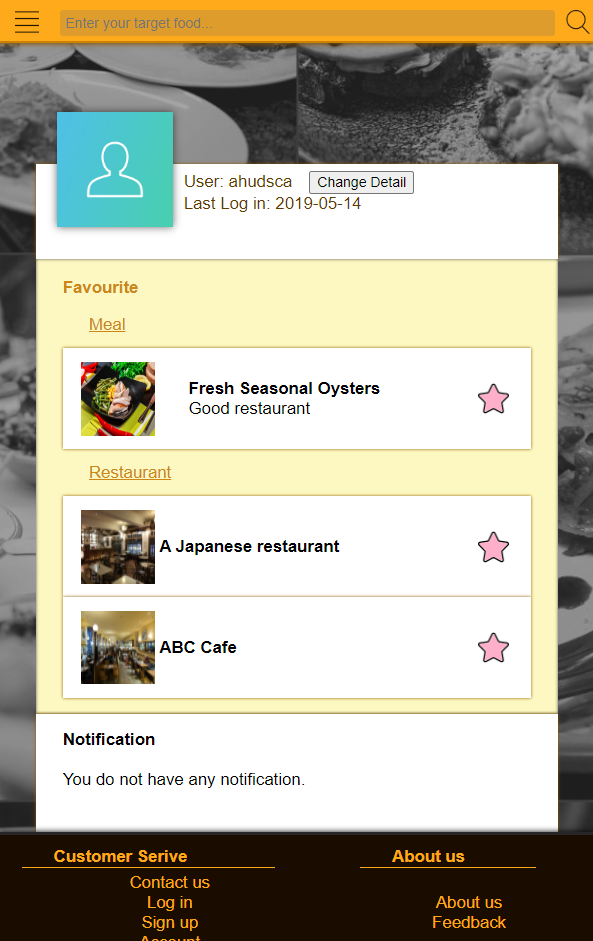 Enter your target food...
User: ahudsca Change Detail
Last Log in: 2019-05-14
Favourite
Meal
Fresh Seasonal Oysters
Good restaurant
Restaurant
A Japanese restaurant
ABC Cafe
Notification
You do not have any notification.
Customer Serive
Contact us
Log in
Sign up
Account
About us
About us
Feedback